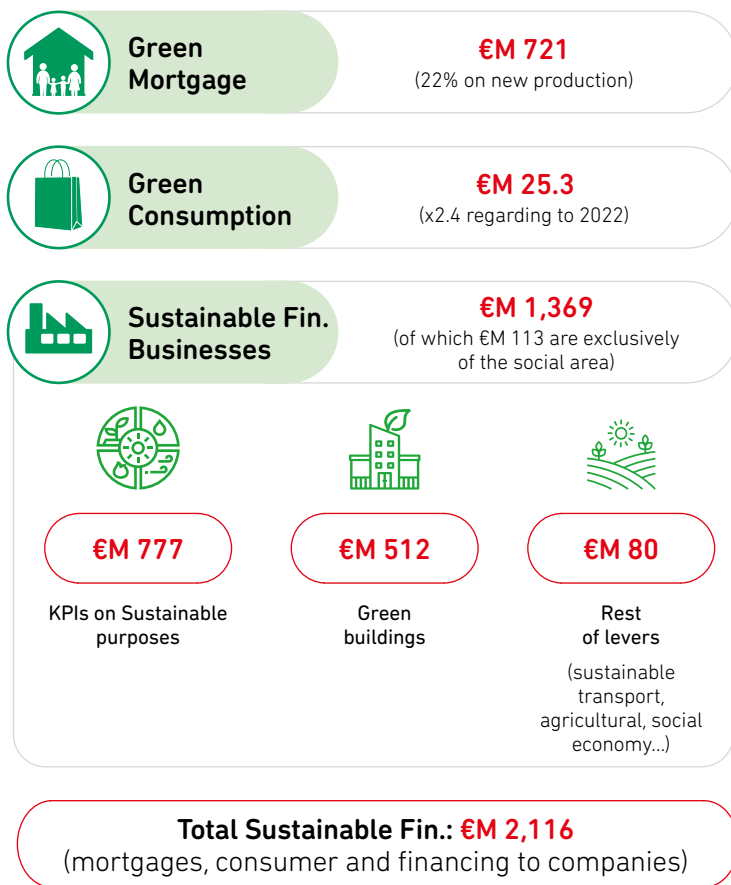 Green
Mortgage
€M 721
(22% on new production)
Green
Consumption
€M 25.3
(x2.4 regarding to 2022)
Sustainable Fin.
Businesses
€M 1,369
(of which €M 113 are exclusively
of the social area)
€M 777
KPIs on Sustainable
purposes
€M 512
Green
buildings
€M 80
Rest
of levers
(sustainable
transport,
agricultural, social
economy...)
Total Sustainable Fin.: €M 2,116
(mortgages, consumer and financing to companies)